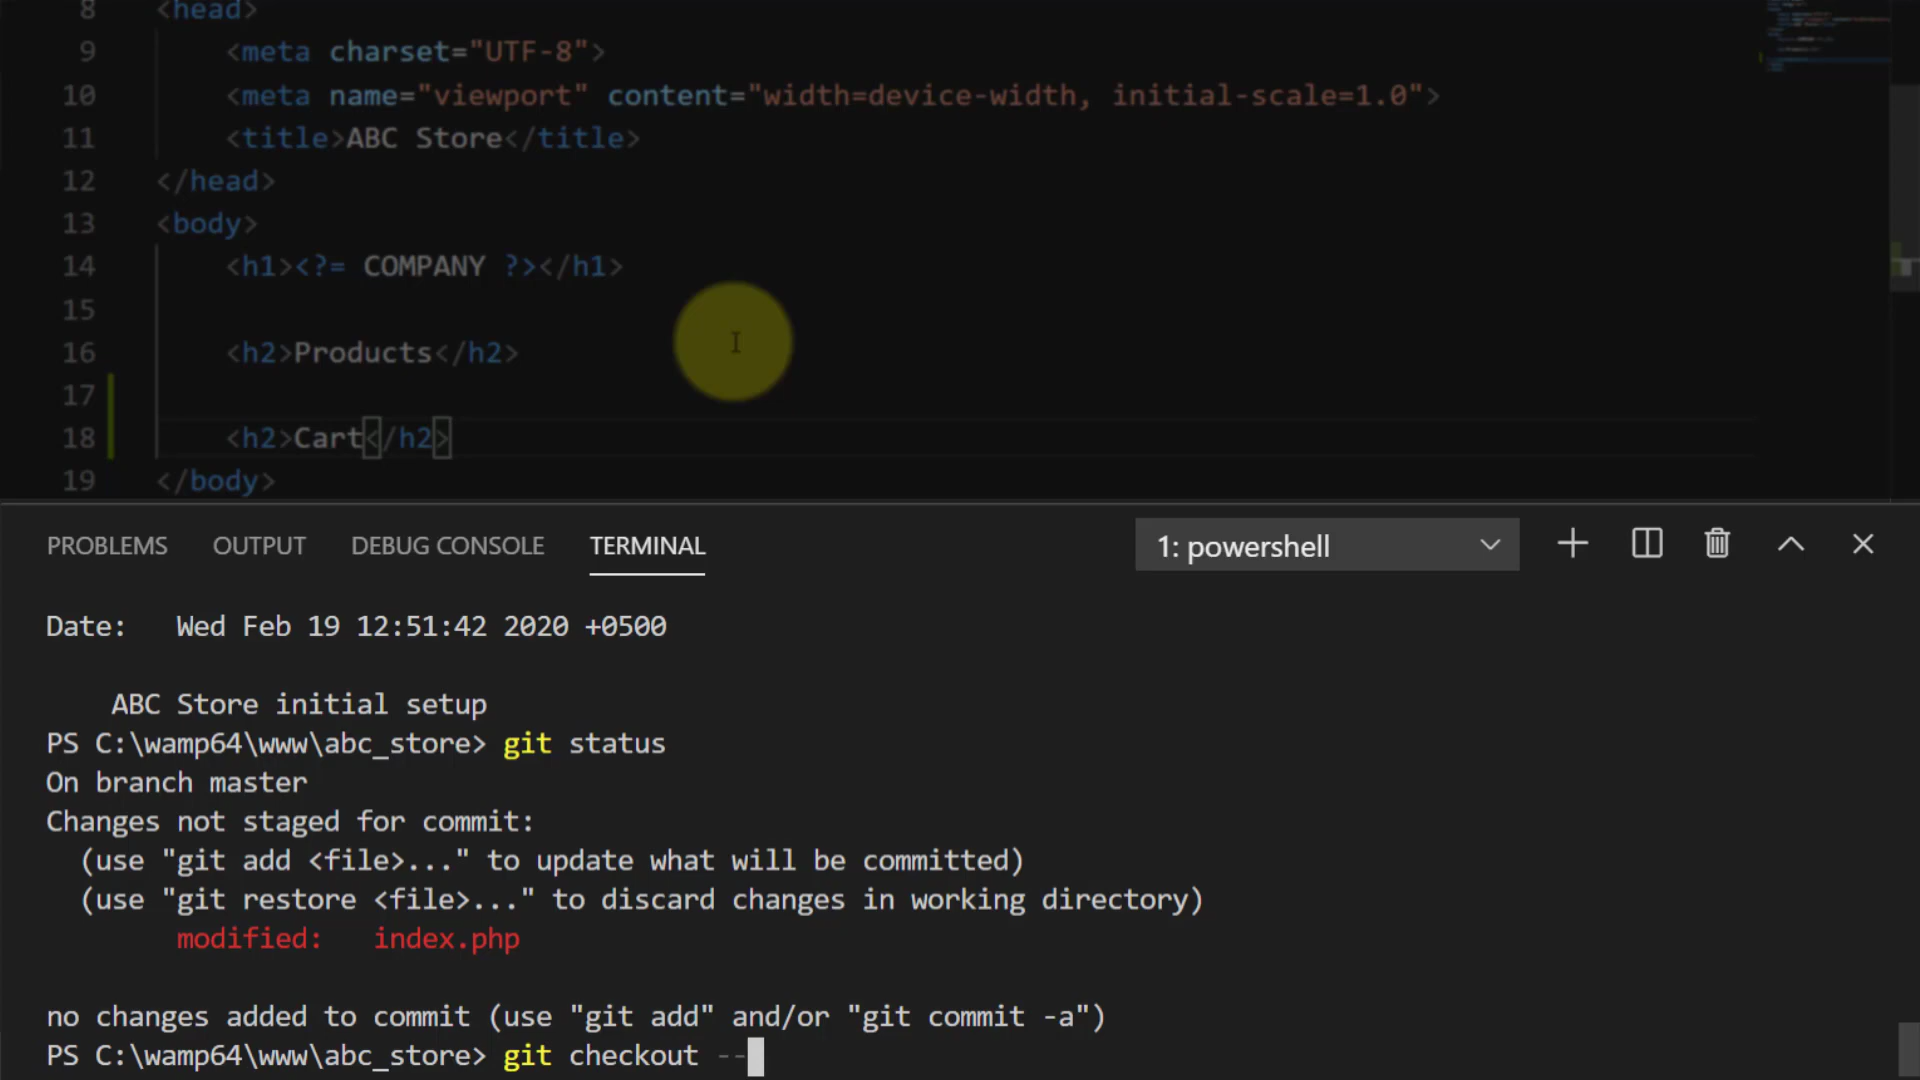 8 <head>
9 <meta charset="UTF-8">
10 <meta name="viewport" content="width=device-width, initial-scale=1.0">
11 <title>ABC Store</title>
12 </head>
13 <body>
14 <h1><?= COMPANY ?></h1>
15
16 <h2>Products</h2>
17
18 <h2>Cart</h2>
19 </body>
PROBLEMS OUTPUT DEBUG CONSOLE TERMINAL 1: powershell
Date:   Wed Feb 19 12:51:42 2020 +0500
ABC Store initial setup
PS C:\wamp64\www\abc_store> git status
On branch master
Changes not staged for commit:
(use "git add <file>..." to update what will be committed)
(use "git restore <file>..." to discard changes in working directory)
modified:   index.php
no changes added to commit (use "git add" and/or "git commit -a")
PS C:\wamp64\www\abc_store> git checkout --